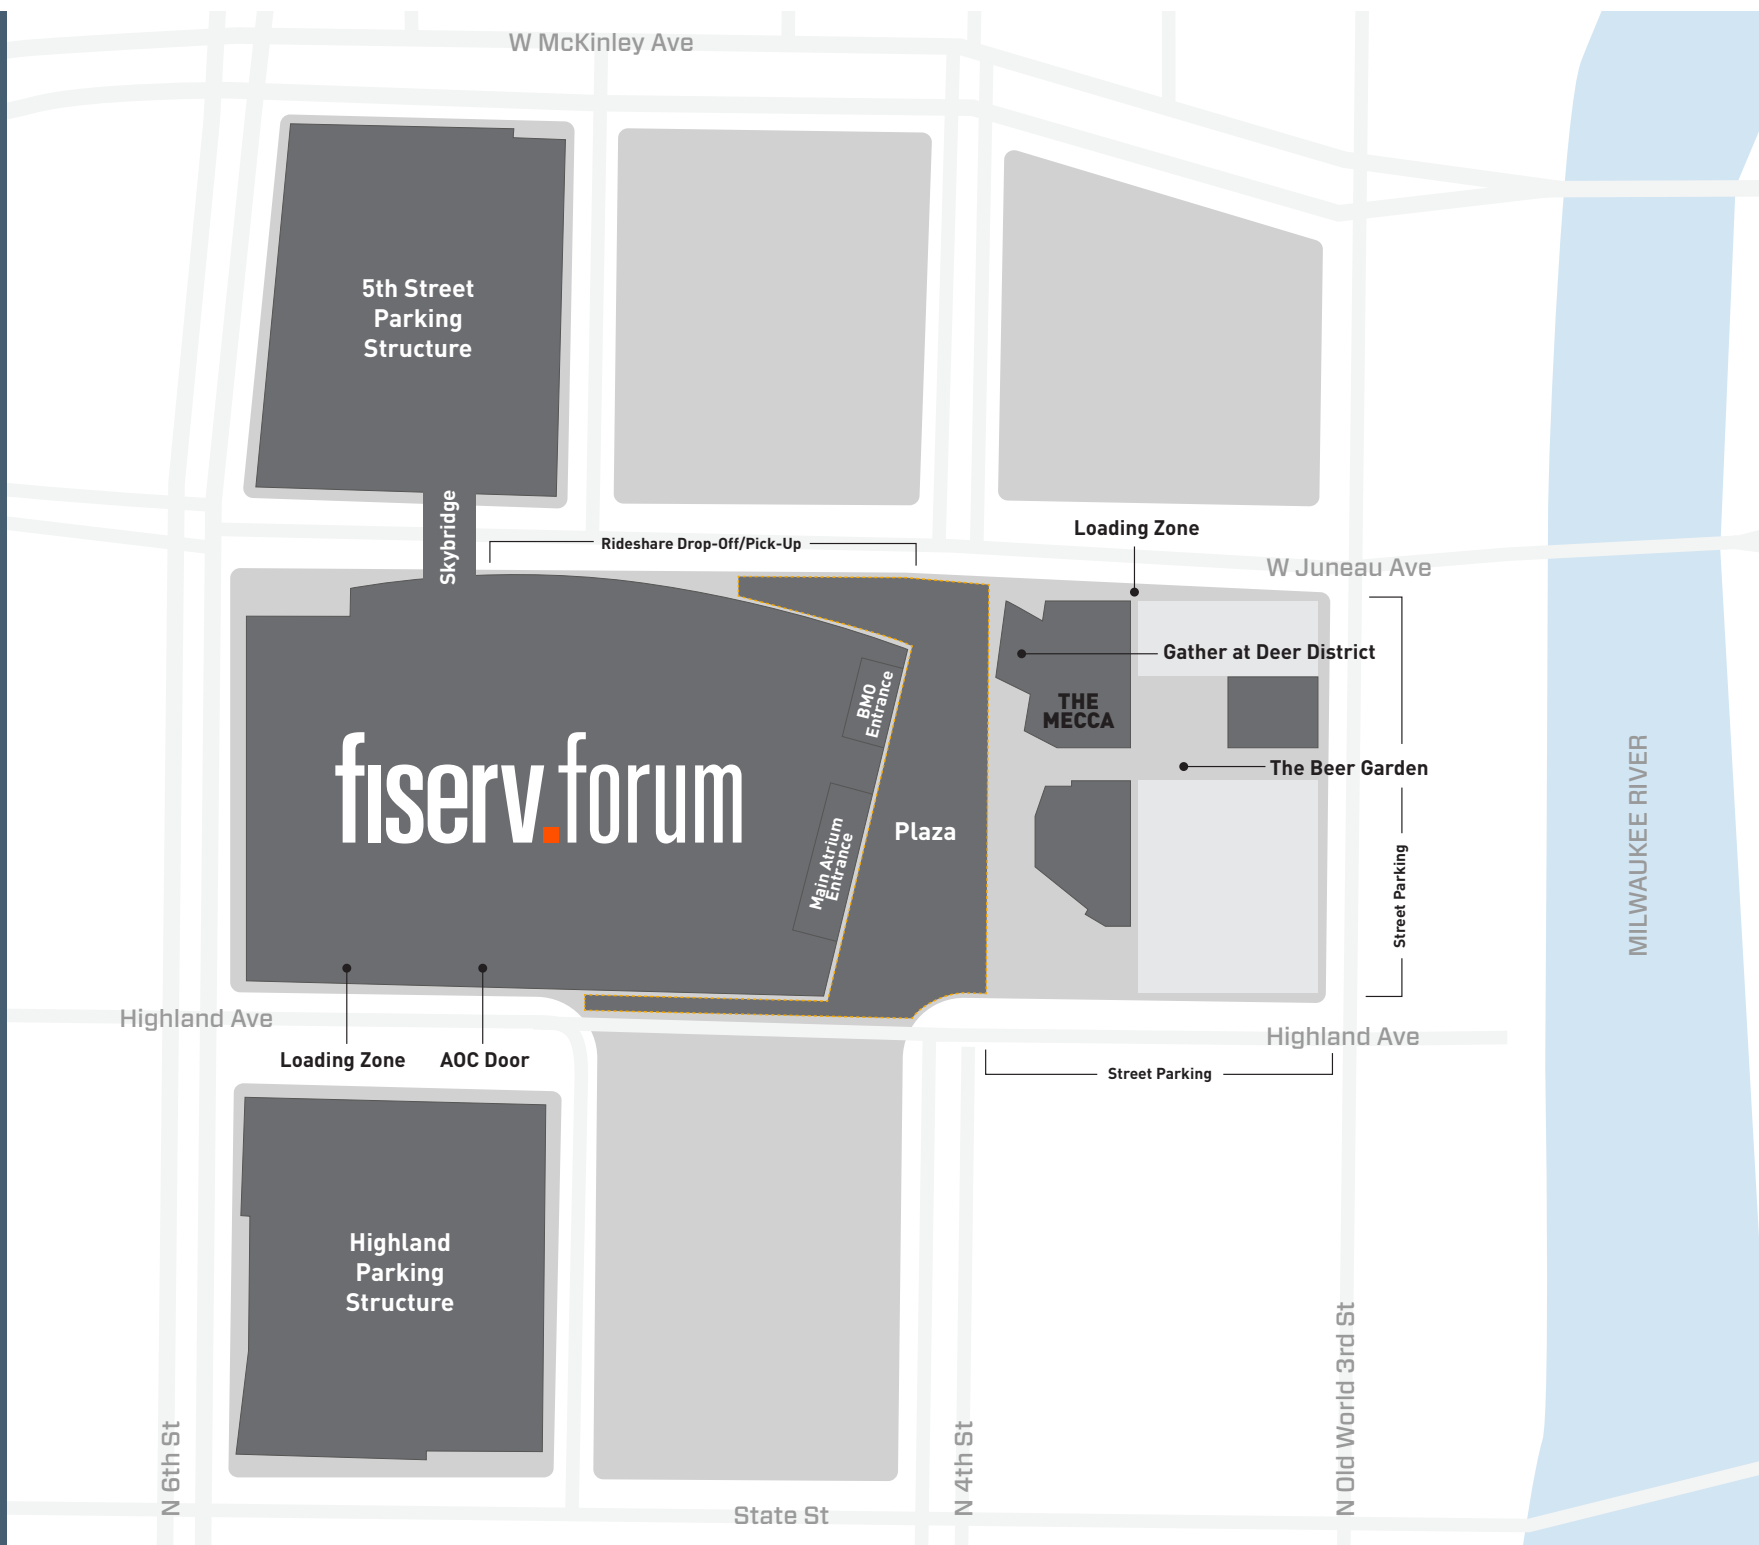 W McKinley Ave
5th Street
Parking
Structure
Skybridge
Rideshare Drop-Off/Pick-Up
Loading Zone
W Juneau Ave
Gather at Deer District
BMO
Entrance
THE
MECCA
fiserv.forum
The Beer Garden
Plaza
Main Atrium
Entrance
Street Parking
MILWAUKEE RIVER
Highland Ave
Loading Zone
AOC Door
Highland Ave
Street Parking
Highland
Parking
Structure
N 6th St
N 4th St
N Old World 3rd St
State St